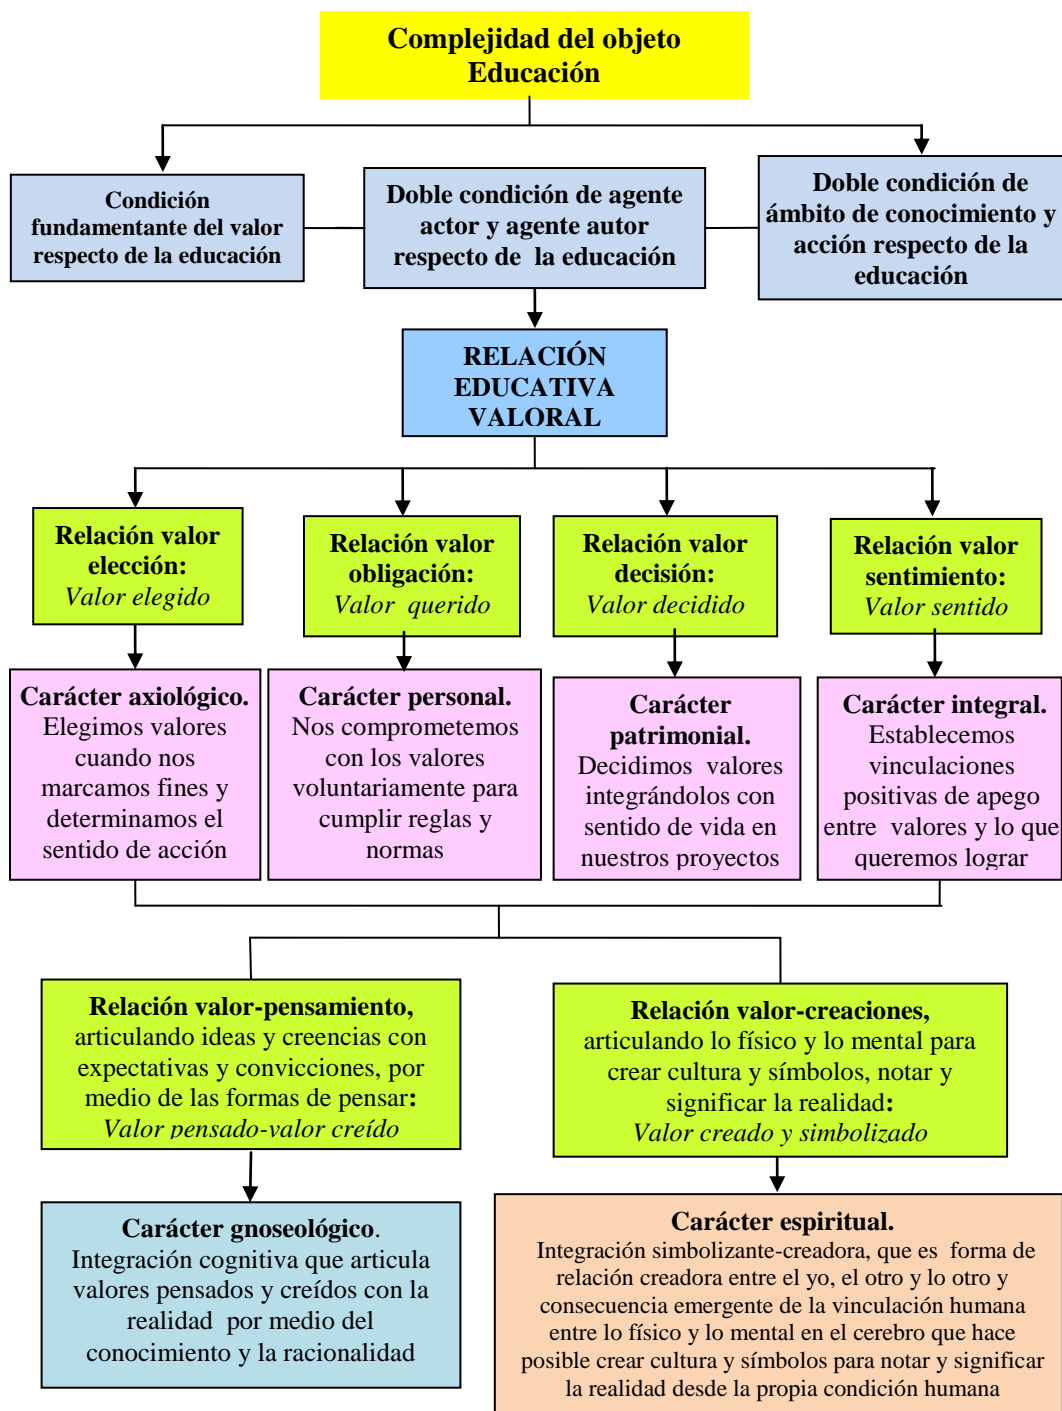 Complejidad del objeto
Educación
Condición
fundamentante del valor
respecto de la educación
Doble condición de agente
actor y agente autor
respecto de la educación
Doble condición de
ámbito de conocimiento y
acción respecto de la
educación
RELACIÓN
EDUCATIVA
VALORAL
Relación valor
elección:
Valor elegido
Relación valor
obligación:
Valor querido
Relación valor
decisión:
Valor decidido
Relación valor
sentimiento:
Valor sentido
Carácter axiológico.
Elegimos valores
cuando nos
marcamos fines y
determinamos el
sentido de acción
Carácter personal.
Nos comprometemos
con los valores
voluntariamente para
cumplir reglas y
normas
Carácter
patrimonial.
Decidimos valores
integrándolos con
sentido de vida en
nuestros proyectos
Carácter integral.
Establecemos
vinculaciones
positivas de apego
entre valores y lo que
queremos lograr
Relación valor-pensamiento,
articulando ideas y creencias con
expectativas y convicciones, por
medio de las formas de pensar:
Valor pensado-valor creído
Relación valor-creaciones,
articulando lo físico y lo mental para
crear cultura y símbolos, notar y
significar la realidad:
Valor creado y simbolizado
Carácter gnoseológico.
Integración cognitiva que articula
valores pensados y creídos con la
realidad por medio del
conocimiento y la racionalidad
Carácter espiritual.
Integración simbolizante-creadora, que es forma de
relación creadora entre el yo, el otro y lo otro y
consecuencia emergente de la vinculación humana
entre lo físico y lo mental en el cerebro que hace
posible crear cultura y símbolos para notar y significar
la realidad desde la propia condición humana